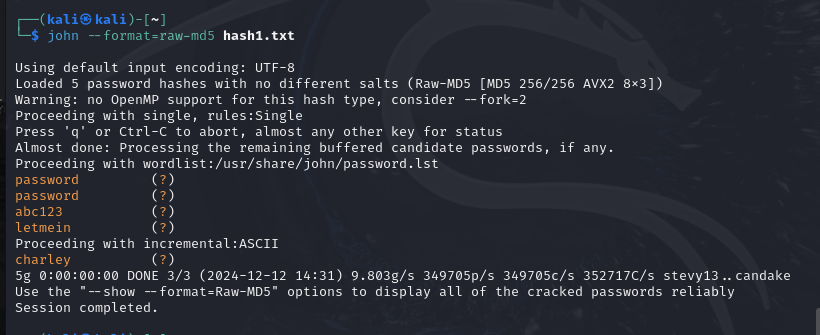 ┌──(kali㉿kali)-[~]
└─$ john --format=raw-md5 hash1.txt
Using default input encoding: UTF-8
Loaded 5 password hashes with no different salts (Raw-MD5 [MD5 256/256 AVX2 8×3])
Warning: no OpenMP support for this hash type, consider --fork=2
Proceeding with single, rules:Single
Press 'q' or Ctrl-C to abort, almost any other key for status
Almost done: Processing the remaining buffered candidate passwords, if any.
Proceeding with wordlist:/usr/share/john/password.lst
password         (?)
password         (?)
abc123           (?)
letmein          (?)
Proceeding with incremental:ASCII
charley          (?)
5g 0:00:00:00 DONE 3/3 (2024-12-12 14:31) 9.803g/s 349705p/s 349705c/s 352717C/s stevy13..candake
Use the "--show --format=Raw-MD5" options to display all of the cracked passwords reliably
Session completed.